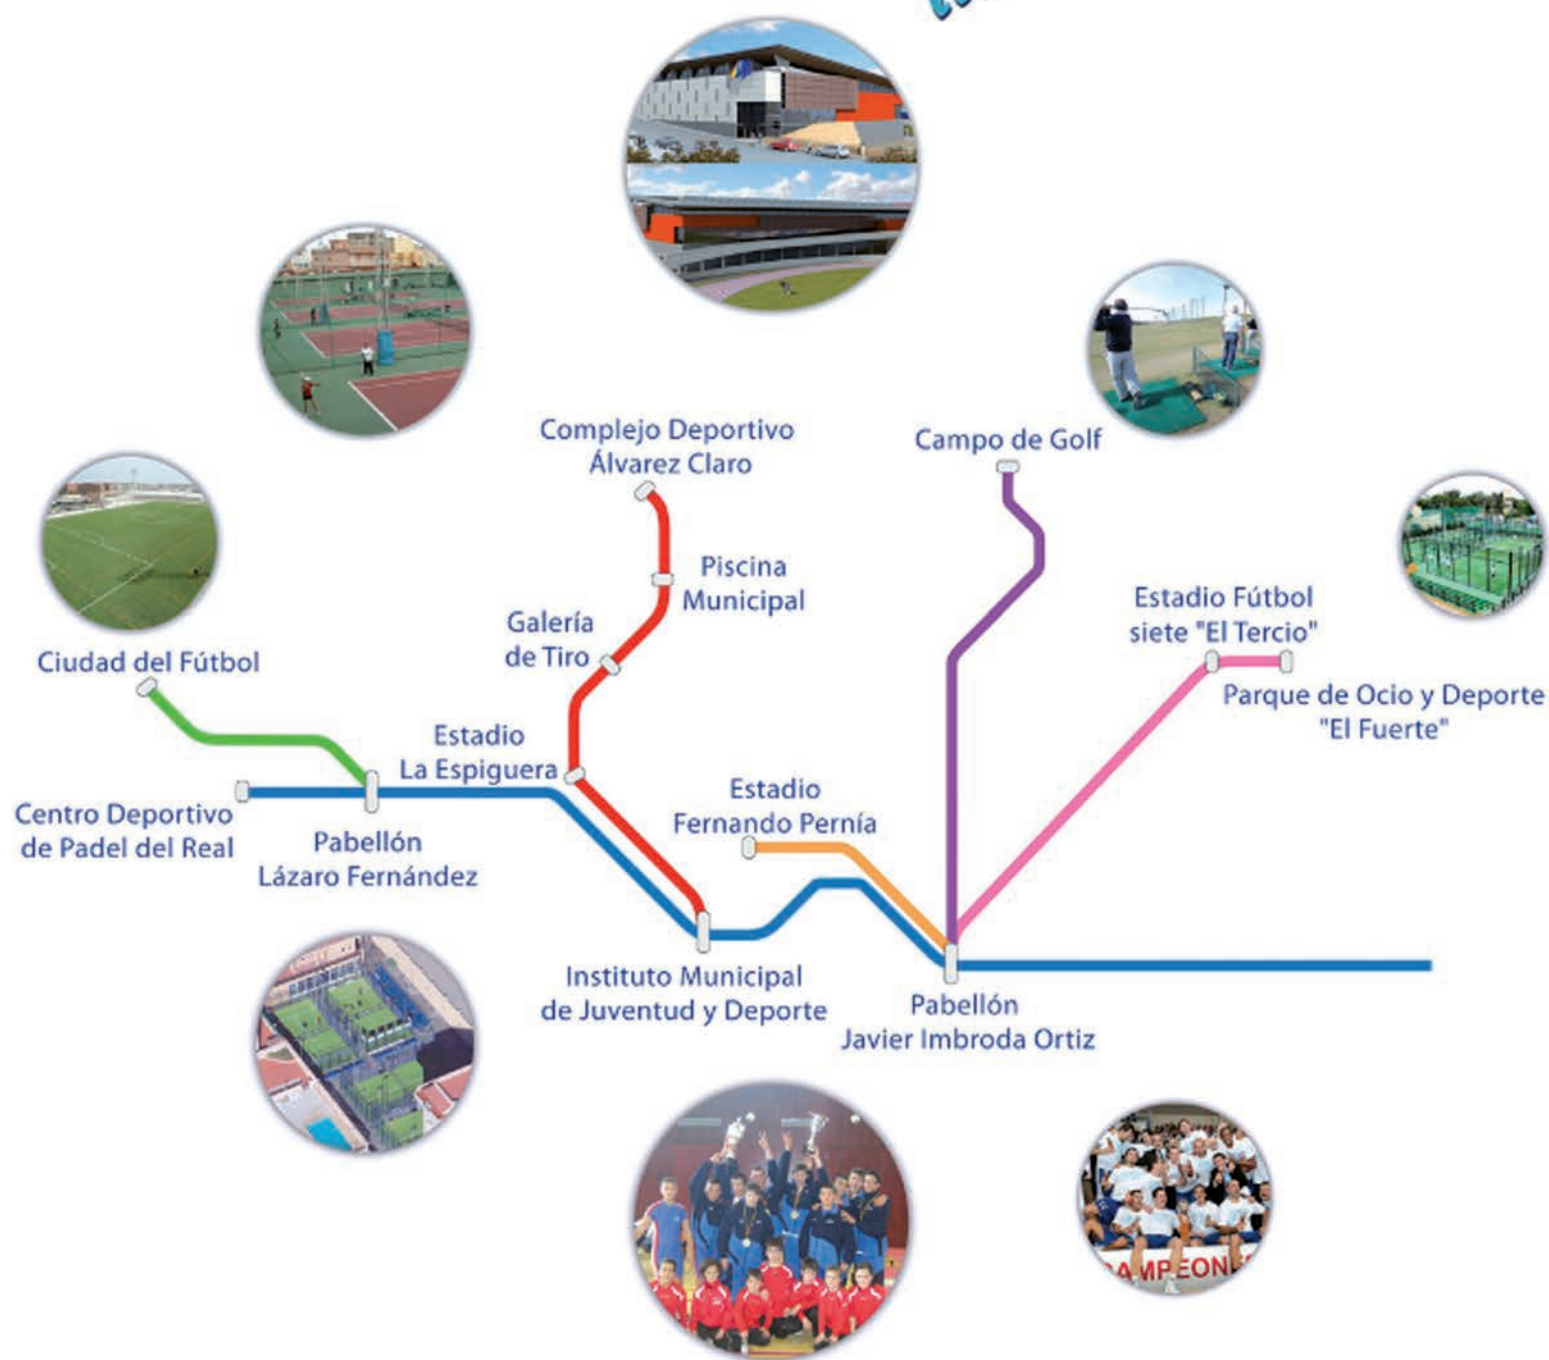 Complejo Deportivo
Álvarez Claro
Campo de Golf
Piscina
Municipal
Galería
de Tiro
Estadio Fútbol
siete "El Tercio"
Parque de Ocio y Deporte
"El Fuerte"
Ciudad del Fútbol
Estadio
La Espiguera
Estadio
Fernando Pernía
Centro Deportivo
de Padel del Real
Pabellón
Lázaro Fernández
Instituto Municipal
de Juventud y Deporte
Pabellón
Javier Imbroda Ortiz
AMPEON